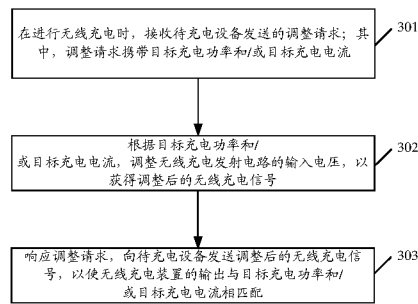 在进行无线充电时，接收待充电设备发送的调整请求；其
中，调整请求携带目标充电功率和/或目标充电电流
301
根据目标充电功率和/
或目标充电电流，调整无线充电发射电路的输入电压，以
获得调整后的无线充电信号
302
响应调整请求，向待充电设备发送调整后的无线充电信
号，以使无线充电装置的输出与目标充电功率和/
或目标充电电流相匹配
303